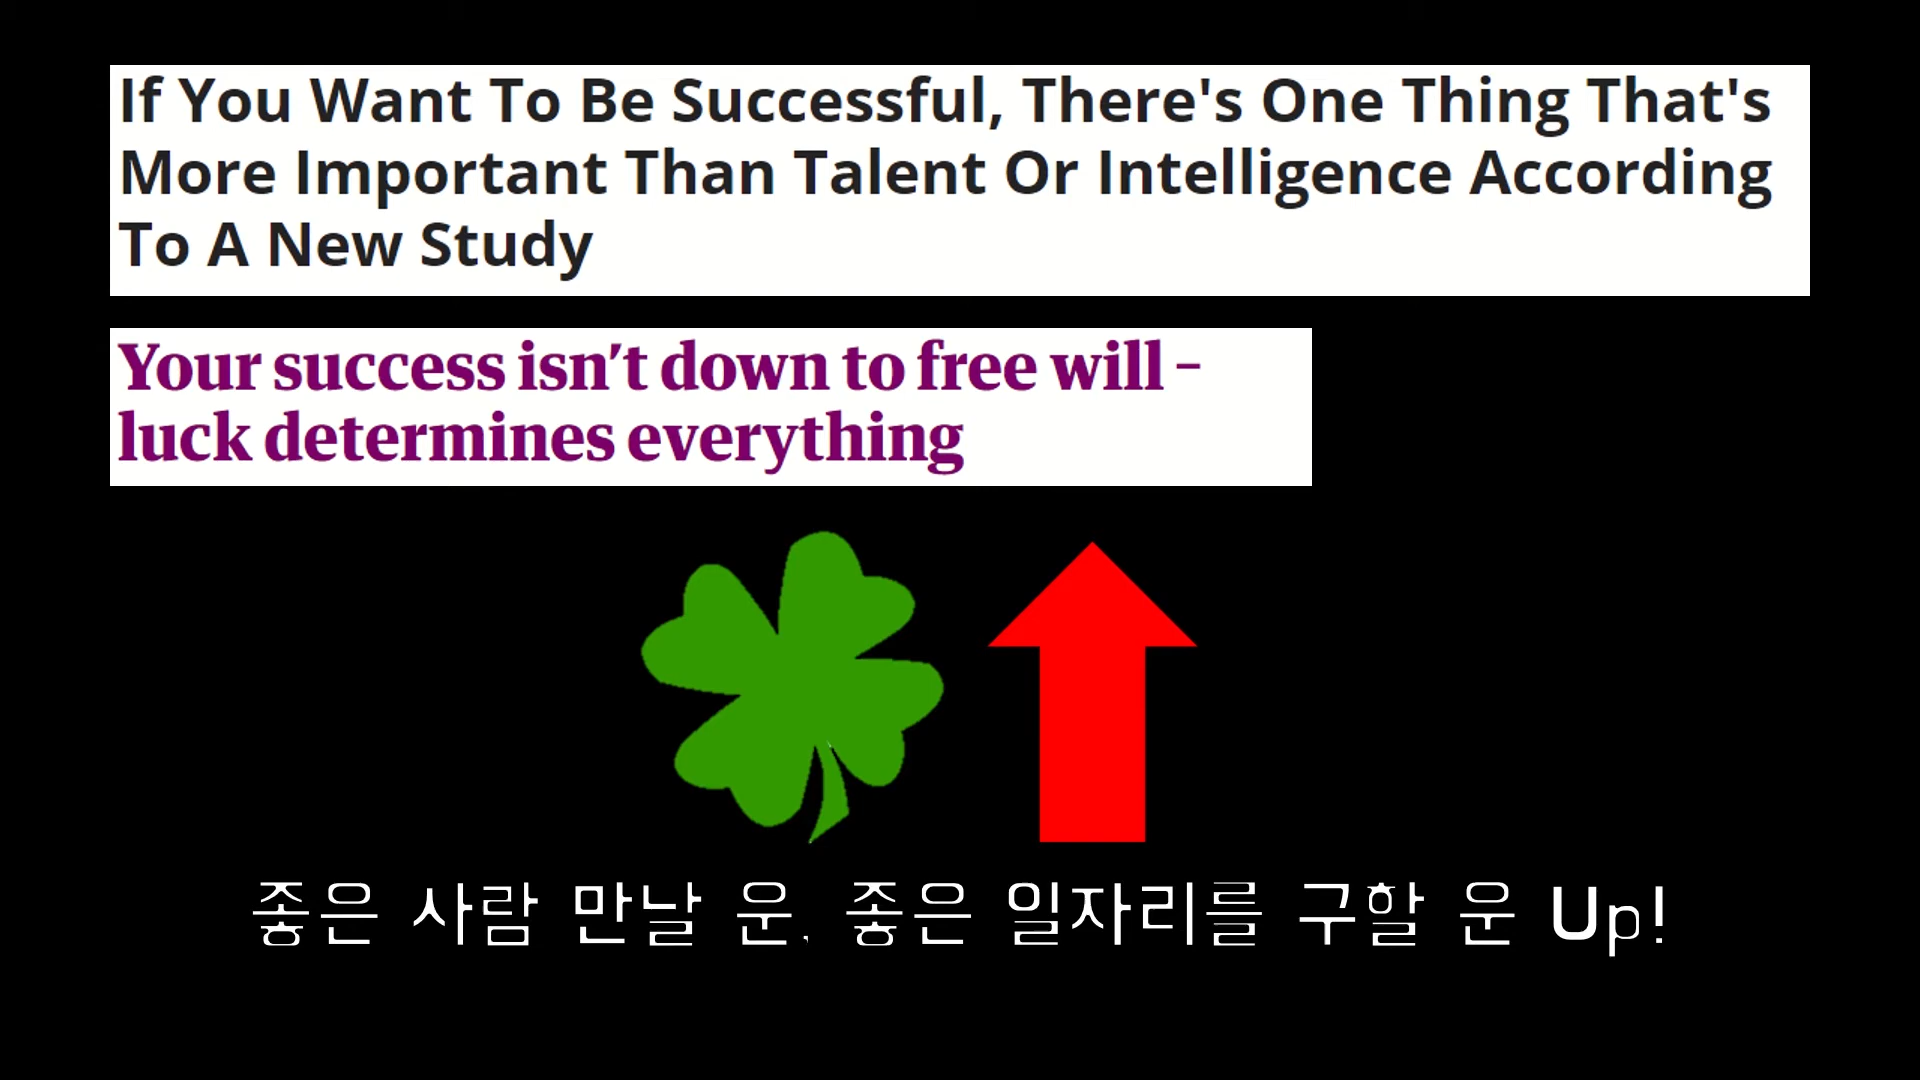 If You Want To Be Successful, There's One Thing That's
More Important Than Talent Or Intelligence According
To A New Study
Your success isn’t down to free will –
luck determines everything
좋은 사람 만날 운, 좋은 일자리를 구할 운 Up!